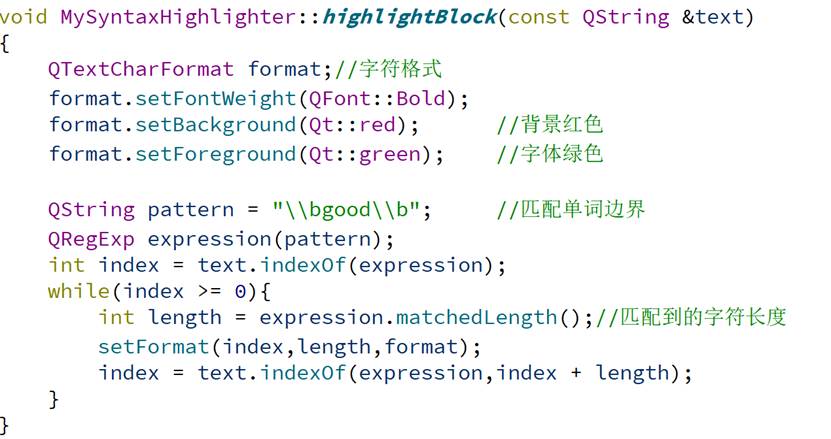 void MySyntaxHighlighter::highlightBlock(const QString &text)
{
    QTextCharFormat format;//字符格式
    format.setFontWeight(QFont::Bold);
    format.setBackground(Qt::red);      //背景红色
    format.setForeground(Qt::green);    //字体绿色
    QString pattern = "\\bgood\\b";     //匹配单词边界
    QRegExp expression(pattern);
    int index = text.indexOf(expression);
    while(index >= 0){
        int length = expression.matchedLength();//匹配到的字符长度
        setFormat(index,length,format);
        index = text.indexOf(expression,index + length);
    }
}